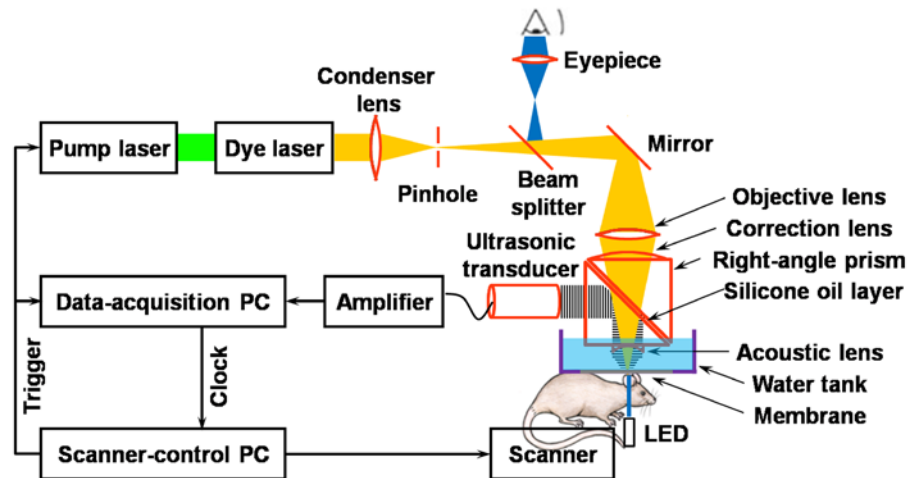 Eyepiece
Condenser
lens
Pump laser
Dye laser
Pinhole
Beam
splitter
Mirror
Objective lens
Correction lens
Right-angle prism
Silicone oil layer
Ultrasonic
transducer
Data-acquisition PC
Amplifier
Acoustic lens
Water tank
Membrane
Trigger
Clock
LED
Scanner-control PC
Scanner